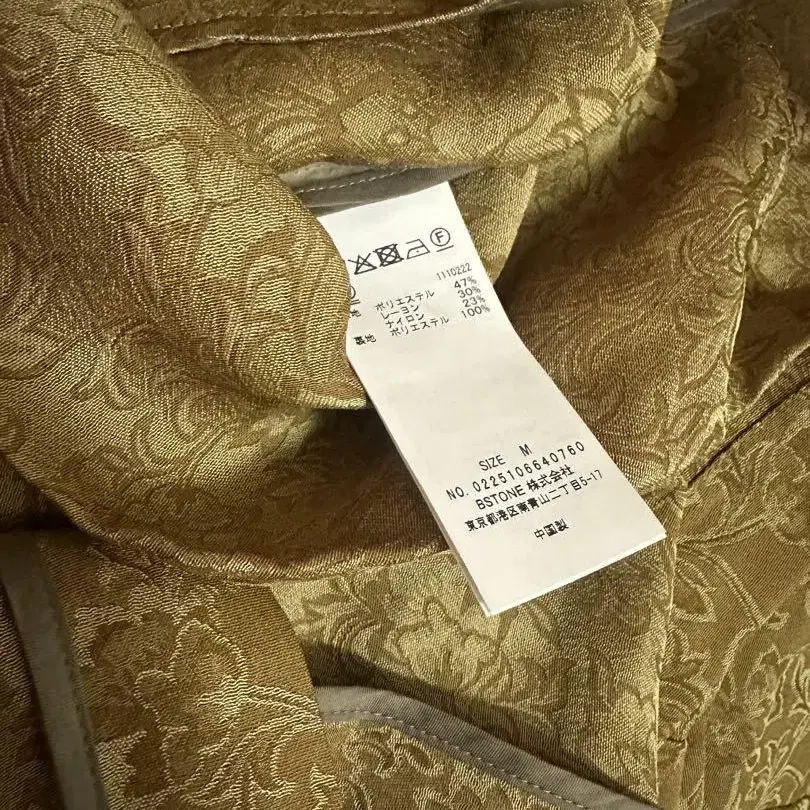 F
1110222
地 ポリエステル 47%
レーヨン 30%
ナイロン 23%
裏地 ポリエステル 100%
SIZE M
NO. 0225106640760
BSTONE 株式会社
東京都港区南青山二丁目5-17
中国製